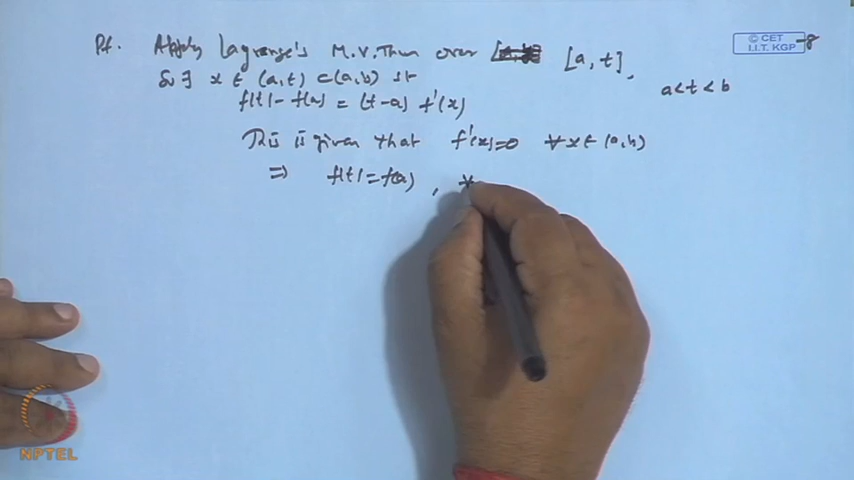 Pf. Apply Lagrange's M.V. Thm over [a, t],
a < t < b
So ∃ x ∈ (a, t) ⊂ (a, b) st
f(t) - f(a) = (t-a) f'(x)
This is given that f'(x) = 0 ∀ x ∈ (a, b)
⇒ f(t) = f(a), ∀
© CET
I.I.T. KGP
NPTEL